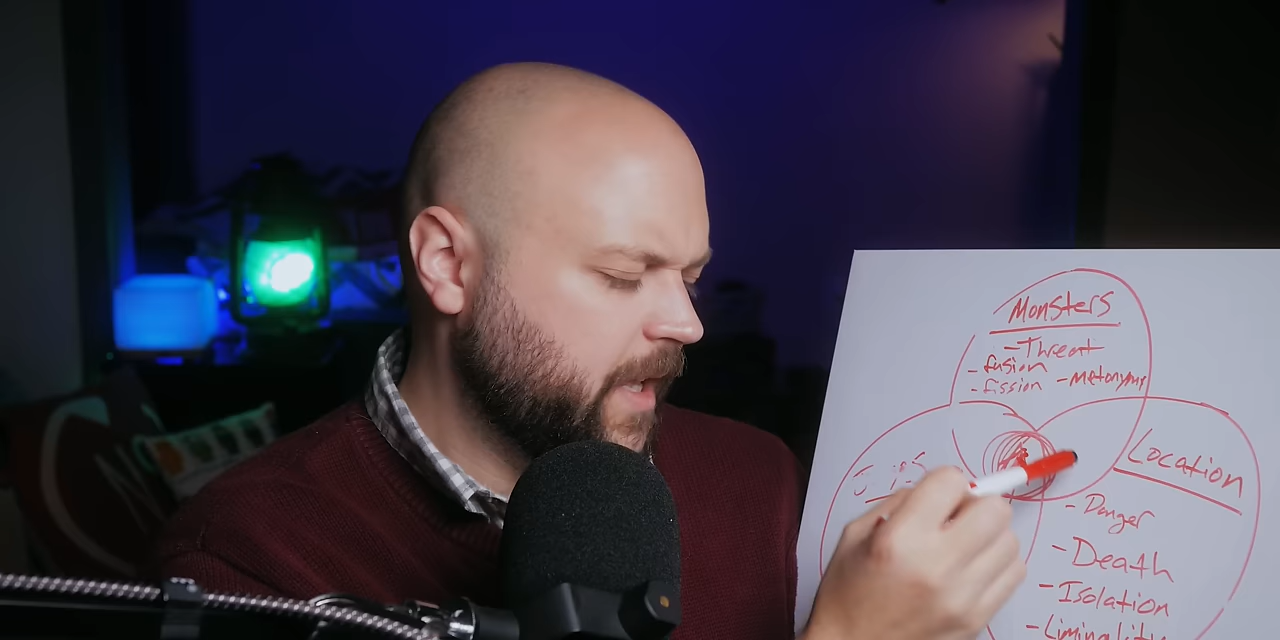 Monsters
- Threat
- fusion
- fission - Metonymy
Location
- Danger
- Death
- Isolation